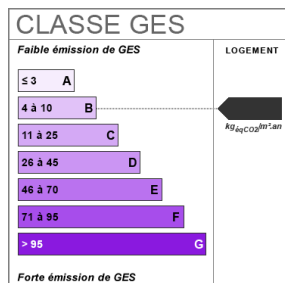 CLASSE GES
Faible émission de GES
LOGEMENT
≤ 3 A
4 à 10 B
kgéqCO2/m².an
11 à 25 C
26 à 45 D
46 à 70 E
71 à 95 F
> 95 G
Forte émission de GES